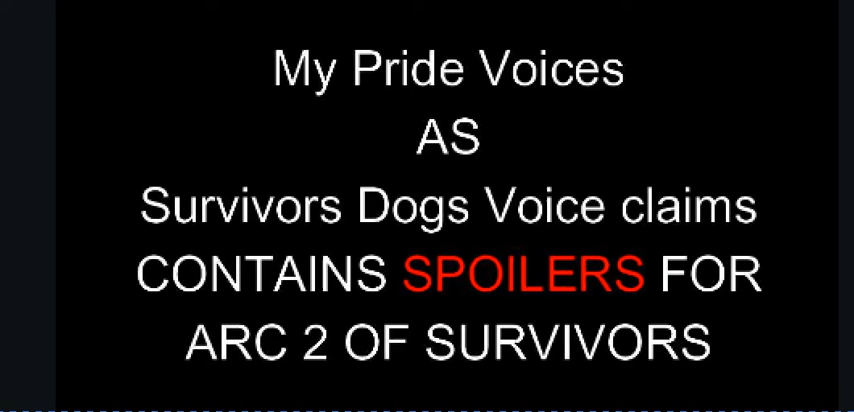 My Pride Voices
AS
Survivors Dogs Voice claims
CONTAINS SPOILERS FOR
ARC 2 OF SURVIVORS